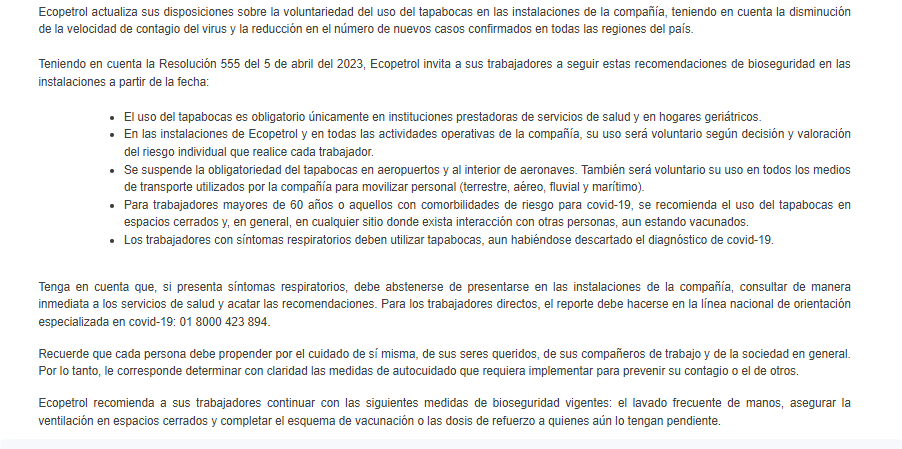 Ecopetrol actualiza sus disposiciones sobre la voluntariedad del uso del tapabocas en las instalaciones de la compañía, teniendo en cuenta la disminución
de la velocidad de contagio del virus y la reducción en el número de nuevos casos confirmados en todas las regiones del país.
Teniendo en cuenta la Resolución 555 del 5 de abril del 2023, Ecopetrol invita a sus trabajadores a seguir estas recomendaciones de bioseguridad en las
instalaciones a partir de la fecha:
• El uso del tapabocas es obligatorio únicamente en instituciones prestadoras de servicios de salud y en hogares geriátricos.
• En las instalaciones de Ecopetrol y en todas las actividades operativas de la compañía, su uso será voluntario según decisión y valoración
del riesgo individual que realice cada trabajador.
• Se suspende la obligatoriedad del tapabocas en aeropuertos y al interior de aeronaves. También será voluntario su uso en todos los medios
de transporte utilizados por la compañía para movilizar personal (terrestre, aéreo, fluvial y marítimo).
• Para trabajadores mayores de 60 años o aquellos con comorbilidades de riesgo para covid-19, se recomienda el uso del tapabocas en
espacios cerrados y, en general, en cualquier sitio donde exista interacción con otras personas, aun estando vacunados.
• Los trabajadores con síntomas respiratorios deben utilizar tapabocas, aun habiéndose descartado el diagnóstico de covid-19.
Tenga en cuenta que, si presenta síntomas respiratorios, debe abstenerse de presentarse en las instalaciones de la compañía, consultar de manera
inmediata a los servicios de salud y acatar las recomendaciones. Para los trabajadores directos, el reporte debe hacerse en la línea nacional de orientación
especializada en covid-19: 01 8000 423 894.
Recuerde que cada persona debe propender por el cuidado de sí misma, de sus seres queridos, de sus compañeros de trabajo y de la sociedad en general.
Por lo tanto, le corresponde determinar con claridad las medidas de autocuidado que requiera implementar para prevenir su contagio o el de otros.
Ecopetrol recomienda a sus trabajadores continuar con las siguientes medidas de bioseguridad vigentes: el lavado frecuente de manos, asegurar la
ventilación en espacios cerrados y completar el esquema de vacunación o las dosis de refuerzo a quienes aún lo tengan pendiente.